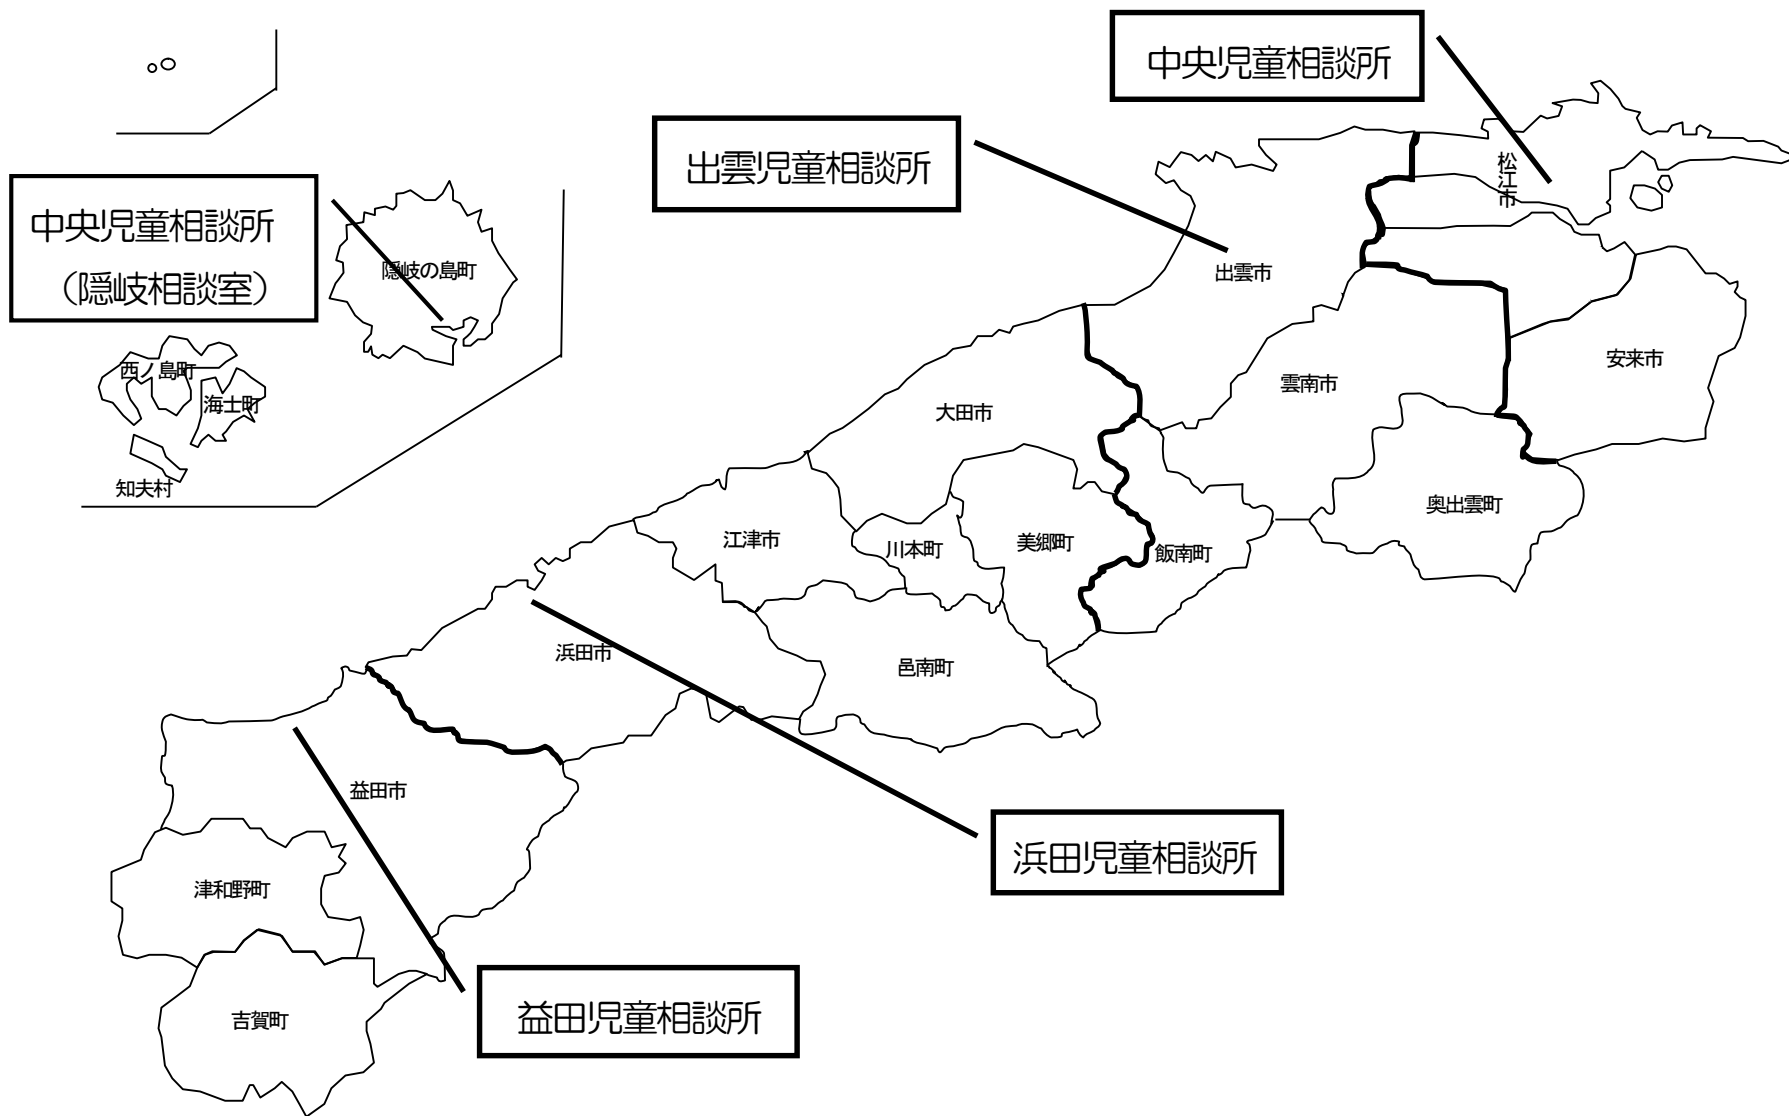 中央児童相談所
出雲児童相談所
松江市
中央児童相談所
（隠岐相談室）
隠岐の島町
出雲市
西ノ島町
海士町
知夫村
安来市
雲南市
大田市
奥出雲町
江津市
川本町
美郷町
飯南町
浜田市
邑南町
益田市
浜田児童相談所
津和野町
益田児童相談所
吉賀町